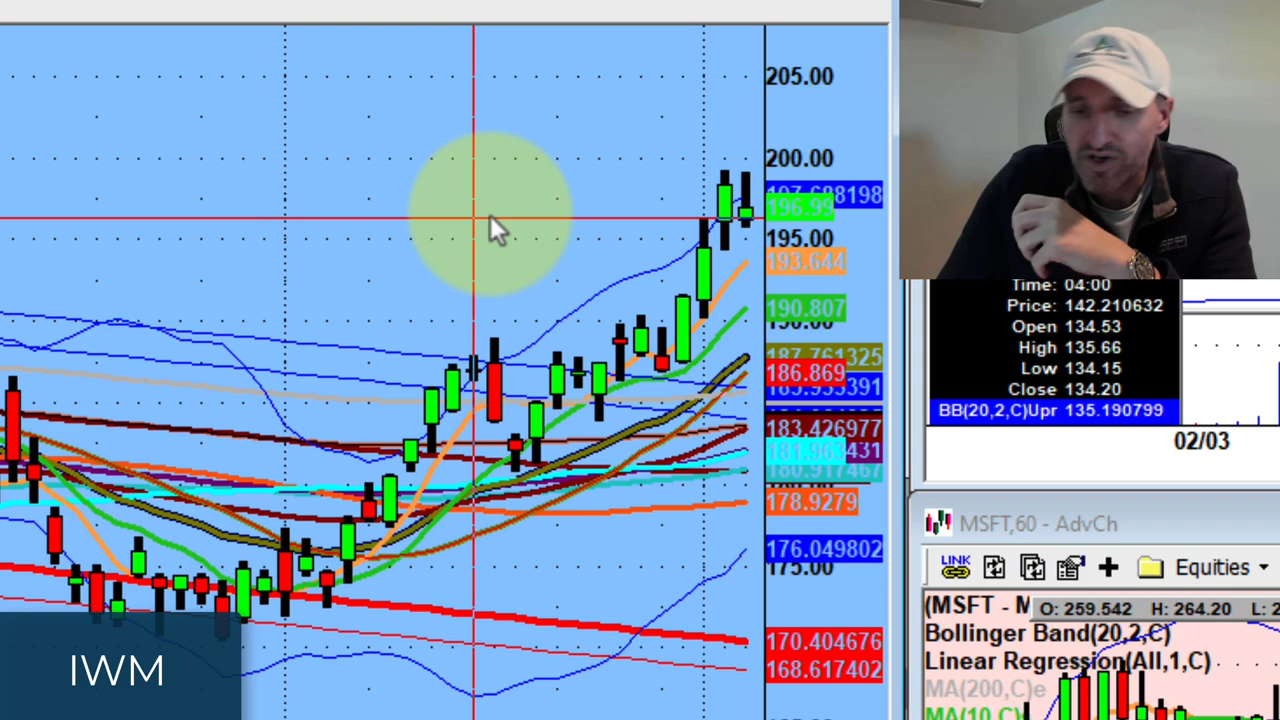 205.00
200.00
197.688198
196.99
195.00
193.644
190.807
187.761325
186.869
183.426977
178.9279
176.049802
175.00
170.404676
168.617402
IWM
Time: 04:00
Price: 142.210632
Open 134.53
High 135.66
Low 134.15
Close 134.20
BB(20,2,C)Upr 135.190799
02/03
MSFT,60 - AdvCh
LINK
Equities
(MSFT - M
O: 259.542 H: 264.20 L: 2
Bollinger Band(20,2,C)
Linear Regression(All,1,C)
MA(200,C)e
MA(10,C)